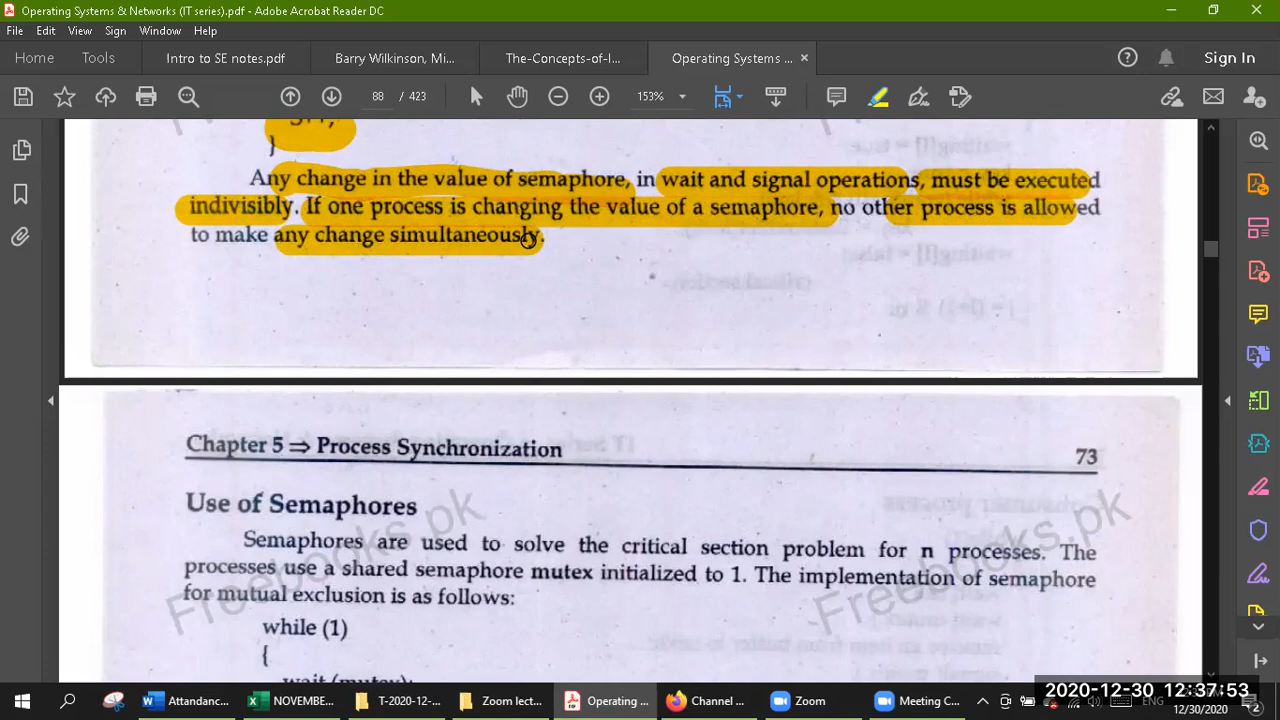 Operating Systems & Networks (IT series).pdf - Adobe Acrobat Reader DC
File Edit View Sign Window Help
Home Tools Intro to SE notes.pdf Barry Wilkinson, Mi... The-Concepts-of-I... Operating Systems ... × Sign In
88 / 423 153%
}
Any change in the value of semaphore, in wait and signal operations, must be executed
indivisibly. If one process is changing the value of a semaphore, no other process is allowed
to make any change simultaneously.
Chapter 5 ⇒ Process Synchronization 73
Use of Semaphores
Semaphores are used to solve the critical section problem for n processes. The
processes use a shared semaphore mutex initialized to 1. The implementation of semaphore
for mutual exclusion is as follows:
while (1)
{
wait (mutex);
Freebooks.pk
Freebooks.pk
Attandanc... NOVEMBE... T-2020-12-... Zoom lect... Operating ... Channel ... Zoom Meeting C... ENG
2020-12-30 12:37:53
12/30/2020 2